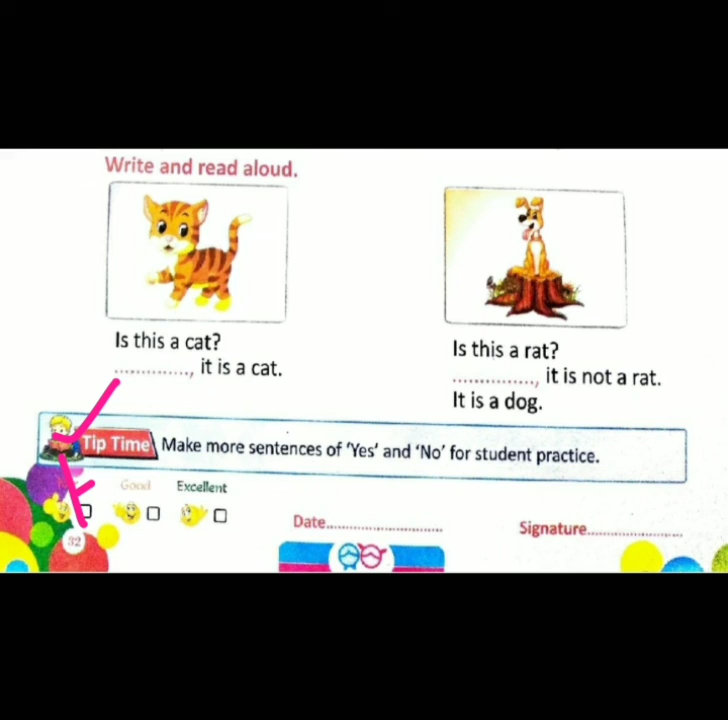 Write and read aloud.
Is this a cat?
.............., it is a cat.
Is this a rat?
.............., it is not a rat.
It is a dog.
Tip Time Make more sentences of 'Yes' and 'No' for student practice.
Good Excellent
Date..............................
Signature........................
32